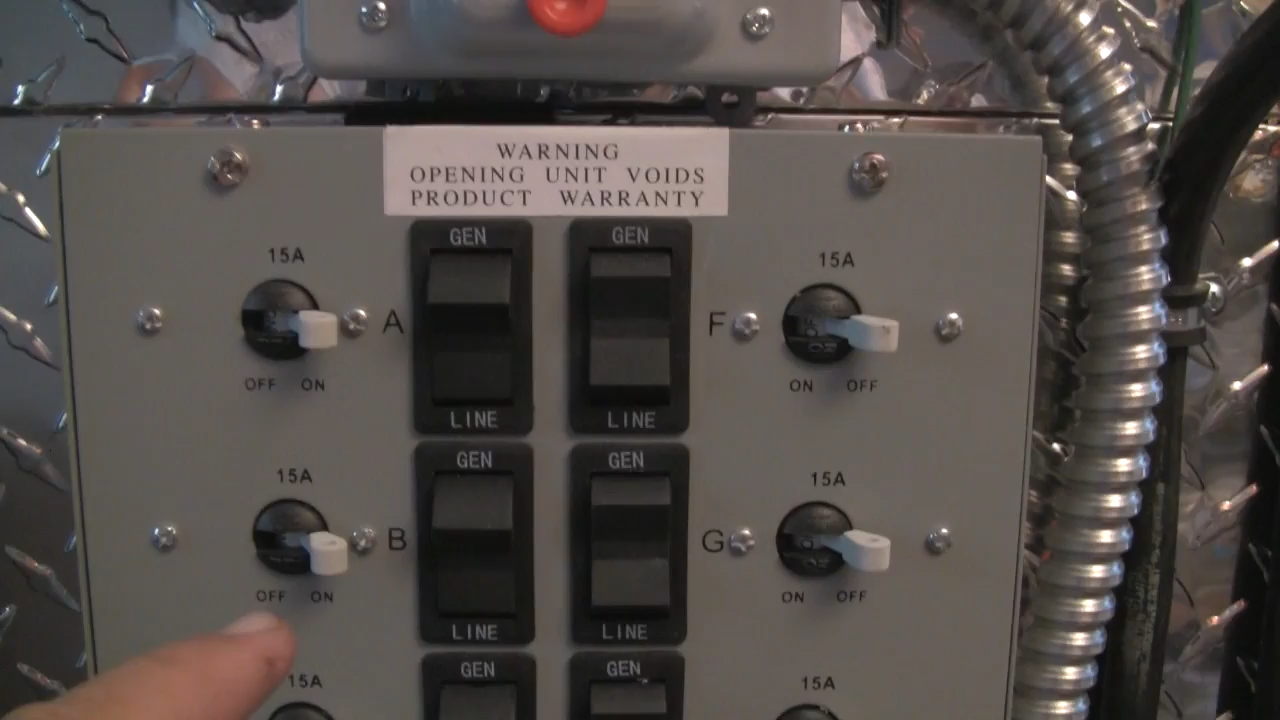 WARNING
OPENING UNIT VOIDS
PRODUCT WARRANTY
GEN GEN
15A 15A
A F
OFF ON ON OFF
LINE LINE
GEN GEN
15A 15A
B G
OFF ON ON OFF
LINE LINE
GEN GEN
15A 15A